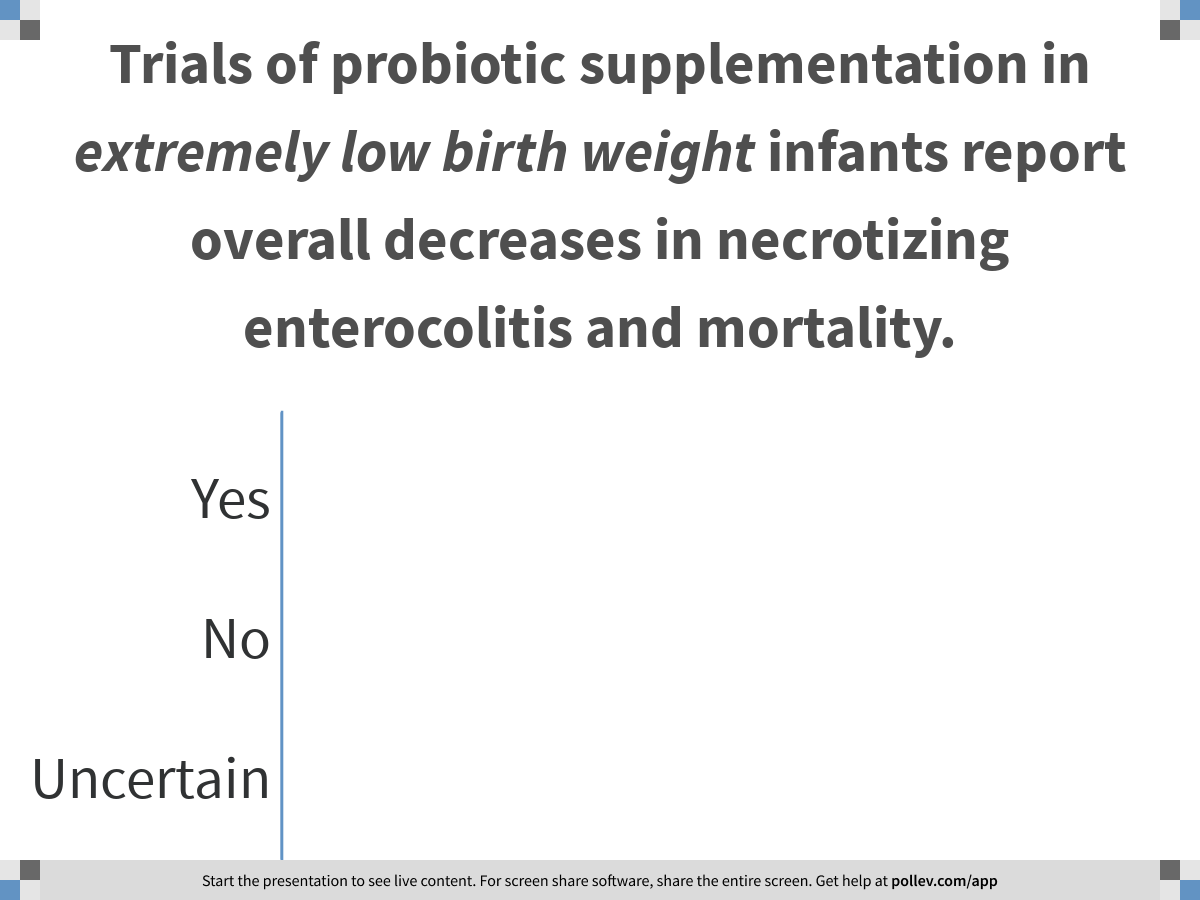 Trials of probiotic supplementation in
extremely low birth weight infants report
overall decreases in necrotizing
enterocolitis and mortality.
Yes
No
Uncertain
Start the presentation to see live content. For screen share software, share the entire screen. Get help at pollev.com/app